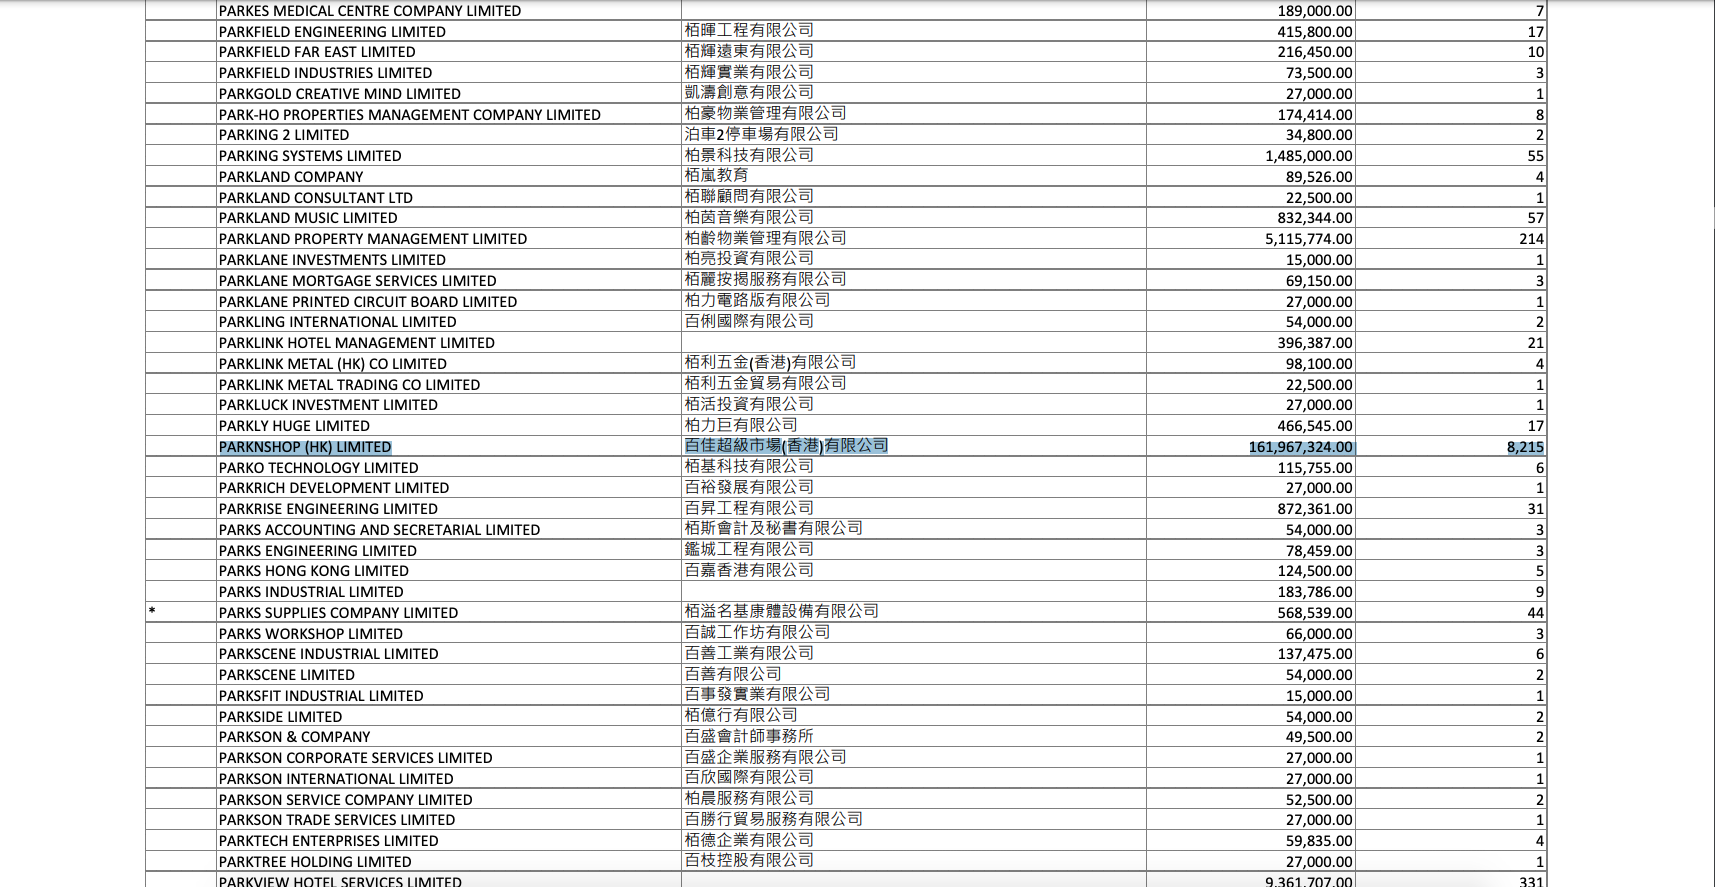 PARKES MEDICAL CENTRE COMPANY LIMITED 189,000.00 7
PARKFIELD ENGINEERING LIMITED 栢暉工程有限公司 415,800.00 17
PARKFIELD FAR EAST LIMITED 栢輝遠東有限公司 216,450.00 10
PARKFIELD INDUSTRIES LIMITED 栢輝實業有限公司 73,500.00 3
PARKGOLD CREATIVE MIND LIMITED 凱濤創意有限公司 27,000.00 1
PARK-HO PROPERTIES MANAGEMENT COMPANY LIMITED 柏豪物業管理有限公司 174,414.00 8
PARKING 2 LIMITED 泊車2停車場有限公司 34,800.00 2
PARKING SYSTEMS LIMITED 柏景科技有限公司 1,485,000.00 55
PARKLAND COMPANY 栢嵐教育 89,526.00 4
PARKLAND CONSULTANT LTD 栢聯顧問有限公司 22,500.00 1
PARKLAND MUSIC LIMITED 柏茵音樂有限公司 832,344.00 57
PARKLAND PROPERTY MANAGEMENT LIMITED 柏齡物業管理有限公司 5,115,774.00 214
PARKLANE INVESTMENTS LIMITED 柏亮投資有限公司 15,000.00 1
PARKLANE MORTGAGE SERVICES LIMITED 栢麗按揭服務有限公司 69,150.00 3
PARKLANE PRINTED CIRCUIT BOARD LIMITED 柏力電路版有限公司 27,000.00 1
PARKLING INTERNATIONAL LIMITED 百俐國際有限公司 54,000.00 2
PARKLINK HOTEL MANAGEMENT LIMITED 396,387.00 21
PARKLINK METAL (HK) CO LIMITED 栢利五金(香港)有限公司 98,100.00 4
PARKLINK METAL TRADING CO LIMITED 栢利五金貿易有限公司 22,500.00 1
PARKLUCK INVESTMENT LIMITED 栢活投資有限公司 27,000.00 1
PARKLY HUGE LIMITED 柏力巨有限公司 466,545.00 17
PARKNSHOP (HK) LIMITED 百佳超級市場(香港)有限公司 161,967,324.00 8,215
PARKO TECHNOLOGY LIMITED 栢基科技有限公司 115,755.00 6
PARKRICH DEVELOPMENT LIMITED 百裕發展有限公司 27,000.00 1
PARKRISE ENGINEERING LIMITED 百昇工程有限公司 872,361.00 31
PARKS ACCOUNTING AND SECRETARIAL LIMITED 栢斯會計及秘書有限公司 54,000.00 3
PARKS ENGINEERING LIMITED 鑑城工程有限公司 78,459.00 3
PARKS HONG KONG LIMITED 百嘉香港有限公司 124,500.00 5
PARKS INDUSTRIAL LIMITED 183,786.00 9
* PARKS SUPPLIES COMPANY LIMITED 栢溢名基康體設備有限公司 568,539.00 44
PARKS WORKSHOP LIMITED 百誠工作坊有限公司 66,000.00 3
PARKSCENE INDUSTRIAL LIMITED 百善工業有限公司 137,475.00 6
PARKSCENE LIMITED 百善有限公司 54,000.00 2
PARKSFIT INDUSTRIAL LIMITED 百事發實業有限公司 15,000.00 1
PARKSIDE LIMITED 栢億行有限公司 54,000.00 2
PARKSON & COMPANY 百盛會計師事務所 49,500.00 2
PARKSON CORPORATE SERVICES LIMITED 百盛企業服務有限公司 27,000.00 1
PARKSON INTERNATIONAL LIMITED 百欣國際有限公司 27,000.00 1
PARKSON SERVICE COMPANY LIMITED 柏晨服務有限公司 52,500.00 2
PARKSON TRADE SERVICES LIMITED 百勝行貿易服務有限公司 27,000.00 1
PARKTECH ENTERPRISES LIMITED 栢德企業有限公司 59,835.00 4
PARKTREE HOLDING LIMITED 百枝控股有限公司 27,000.00 1
PARKVIEW HOTEL SERVICES LIMITED 9,361,707.00 331